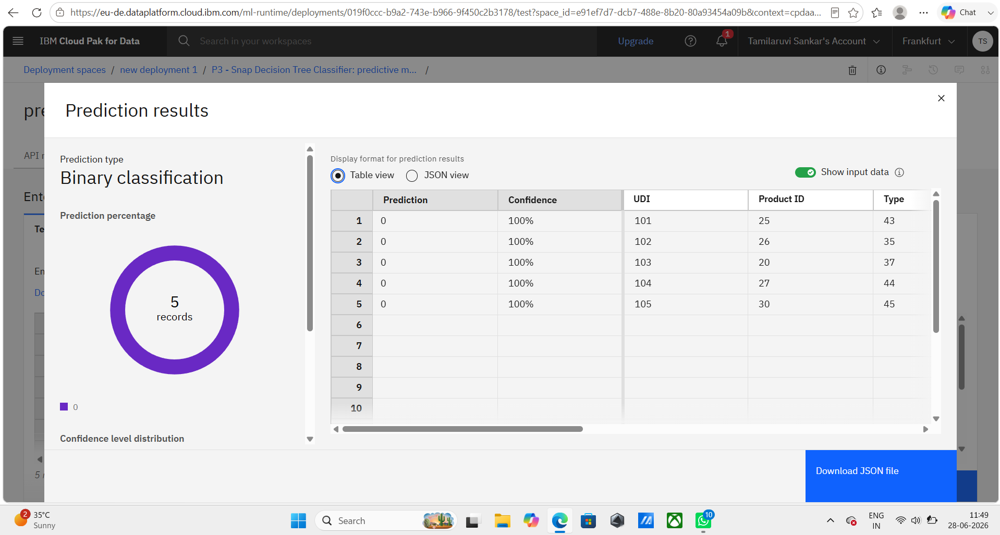 https://eu-de.dataplatform.cloud.ibm.com/ml-runtime/deployments/019f0ccc-b9a2-743e-b966-9f450c2b3178/test?space_id=e91ef7d7-dcb7-488e-8b20-80a93454a09b&context=cpdaa...
Chat
IBM Cloud Pak for Data
Search in your workspaces
Upgrade
1
Tamilaruvi Sankar's Account
Frankfurt
TS
Deployment spaces / new deployment 1 / P3 - Snap Decision Tree Classifier: predictive m... /
pre
Prediction results
API r
Ente
Te
En
Do
5 r
Prediction type
Binary classification
Prediction percentage
5
records
0
Confidence level distribution
Display format for prediction results
Table view JSON view
Show input data
Prediction Confidence UDI Product ID Type
1 0 100% 101 25 43
2 0 100% 102 26 35
3 0 100% 103 20 37
4 0 100% 104 27 44
5 0 100% 105 30 45
6
7
8
9
10
Download JSON file
2
35°C
Sunny
Search
10
ENG
IN
11:49
28-06-2026